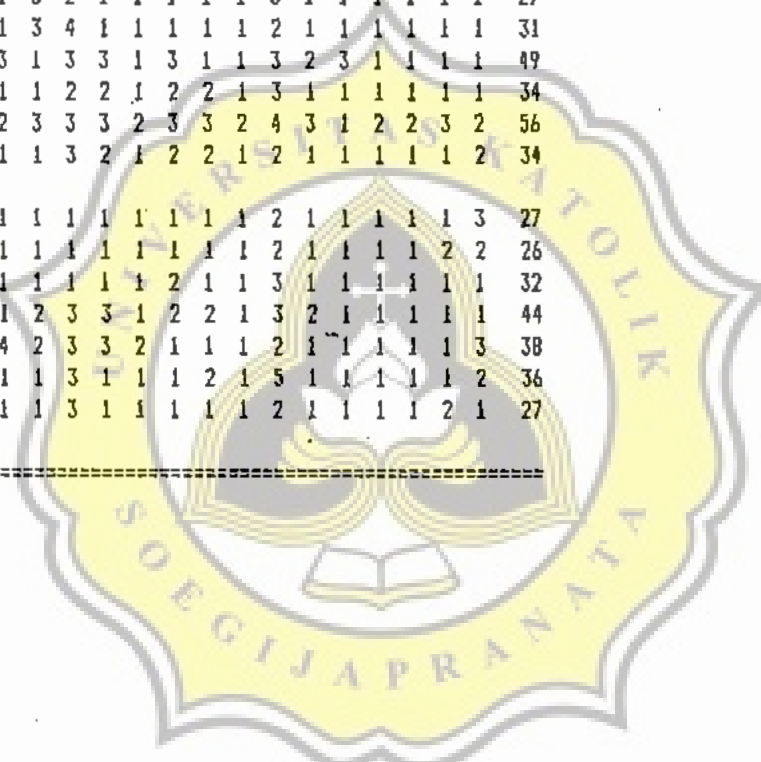 1 3 4 1 1 1 1 1 2 1 1 1 1 1 1 31
3 1 3 3 1 3 1 1 3 2 3 1 1 1 1 49
1 1 2 2 1 2 2 1 3 1 1 1 1 1 1 34
2 3 3 3 2 3 3 2 4 3 1 2 2 3 2 56
1 1 3 2 1 2 2 1 2 1 1 1 1 1 2 34
1 1 1 1 1 1 1 1 2 1 1 1 1 1 3 27
1 1 1 1 1 1 1 1 2 1 1 1 1 2 2 26
1 1 1 1 1 2 1 1 3 1 1 1 1 1 1 32
1 2 3 3 1 2 2 1 3 2 1 1 1 1 1 44
4 2 3 3 2 1 1 1 2 1 1 1 1 1 3 38
1 1 3 1 1 1 2 1 5 1 1 1 1 1 2 36
1 1 3 1 1 1 1 1 2 1 1 1 1 2 1 27
UNIVERSITAS KATOLIK
SOEGIJAPRANATA